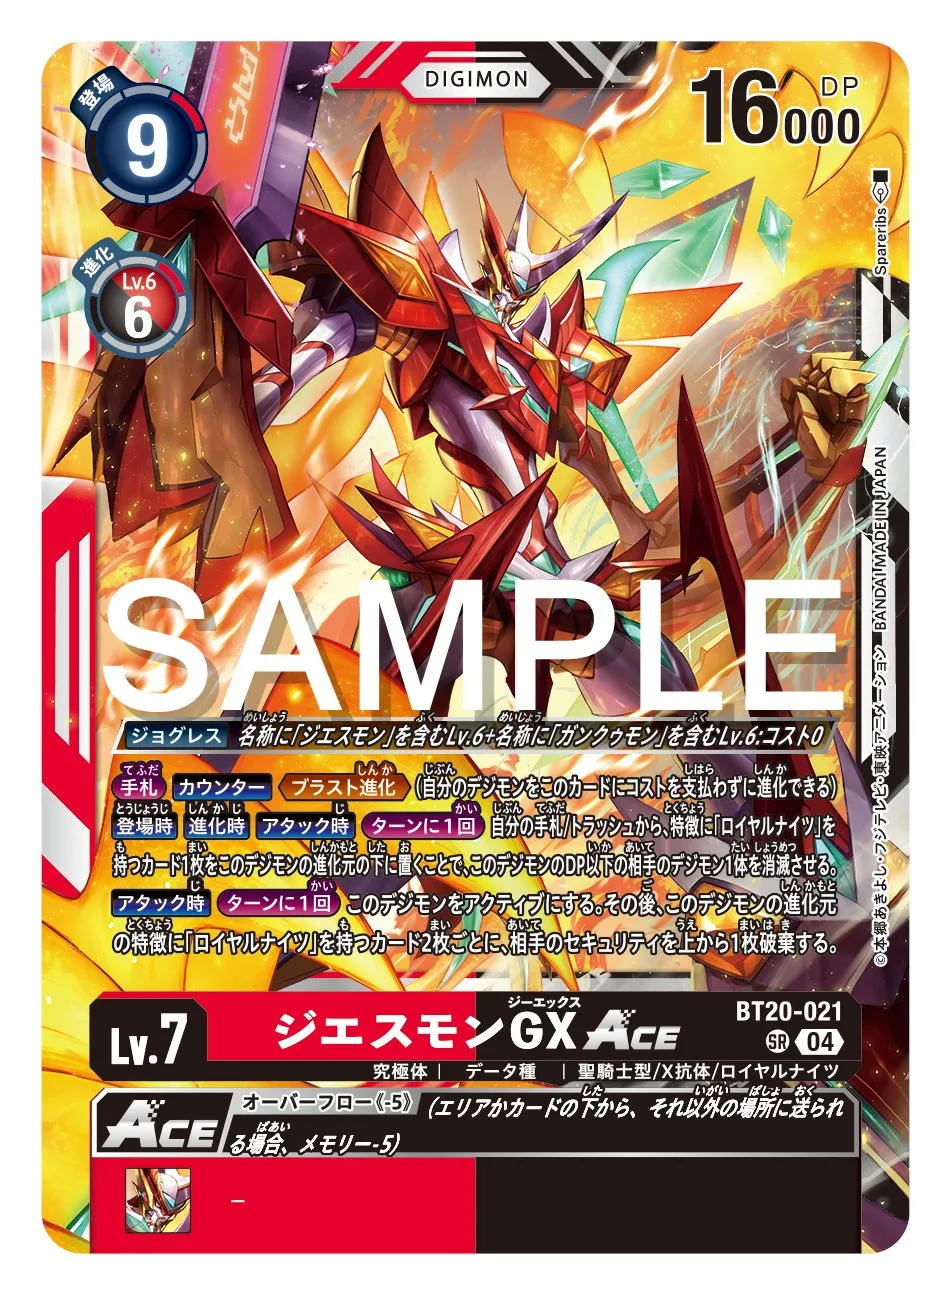 DIGIMON
登場
9
16000
DP
進化
Lv.6
6
Spareribs
©本郷あきよし・フジテレビ・東映アニメーション BANDAI MADE IN JAPAN
SAMPLE
ジョグレス 名称に「ジエスモン」を含むLv.6+名称に「ガンクゥモン」を含むLv.6:コスト0
手札 カウンター ブラスト進化 (自分のデジモンをこのカードにコストを支払わずに進化できる)
登場時 進化時 アタック時 ターンに1回 自分の手札/トラッシュから、特徴に「ロイヤルナイツ」を
持つカード1枚をこのデジモンの進化元の下に置くことで、このデジモンのDP以下の相手のデジモン1体を消滅させる。
アタック時 ターンに1回 このデジモンをアクティブにする。その後、このデジモンの進化元
の特徴に「ロイヤルナイツ」を持つカード2枚ごとに、相手のセキュリティを上から1枚破棄する。
ジーエックス
Lv.7 ジエスモンGX ACE
BT20-021
SR 04
究極体 | データ種 | 聖騎士型/X抗体/ロイヤルナイツ
ACE オーバーフロー《-5》 (エリアかカードの下から、それ以外の場所に送られ
る場合、メモリー-5)
–